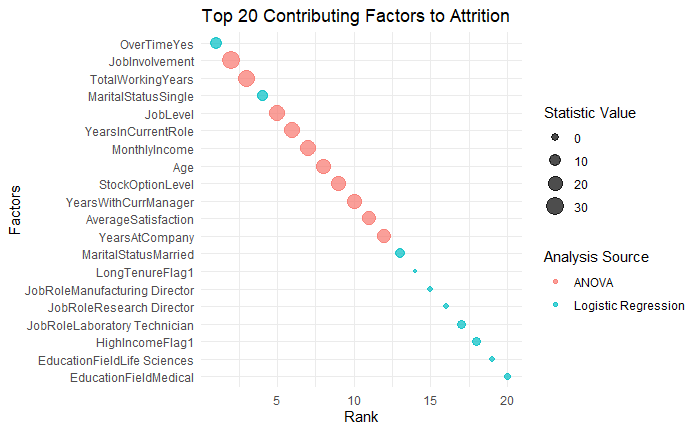 Top 20 Contributing Factors to Attrition
Factors
OverTimeYes
JobInvolvement
TotalWorkingYears
MaritalStatusSingle
JobLevel
YearsInCurrentRole
MonthlyIncome
Age
StockOptionLevel
YearsWithCurrManager
AverageSatisfaction
YearsAtCompany
MaritalStatusMarried
LongTenureFlag1
JobRoleManufacturing Director
JobRoleResearch Director
JobRoleLaboratory Technician
HighIncomeFlag1
EducationFieldLife Sciences
EducationFieldMedical
5 10 15 20
Rank
Statistic Value
0
10
20
30
Analysis Source
ANOVA
Logistic Regression